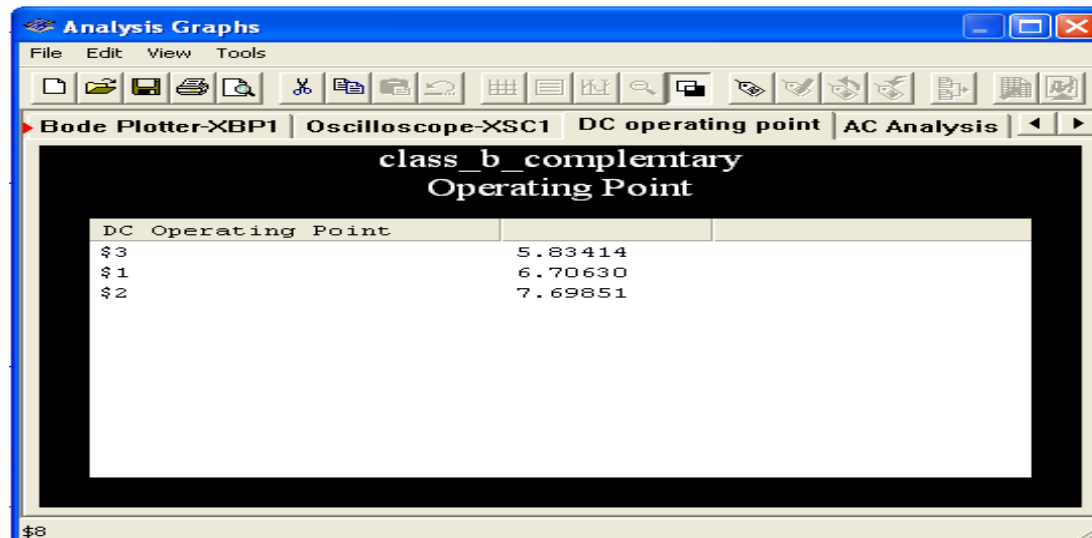 Analysis Graphs
File Edit View Tools
Bode Plotter-XBP1 Oscilloscope-XSC1 DC operating point AC Analysis
class_b_complemtary
Operating Point
DC Operating Point
$3 5.83414
$1 6.70630
$2 7.69851
$8